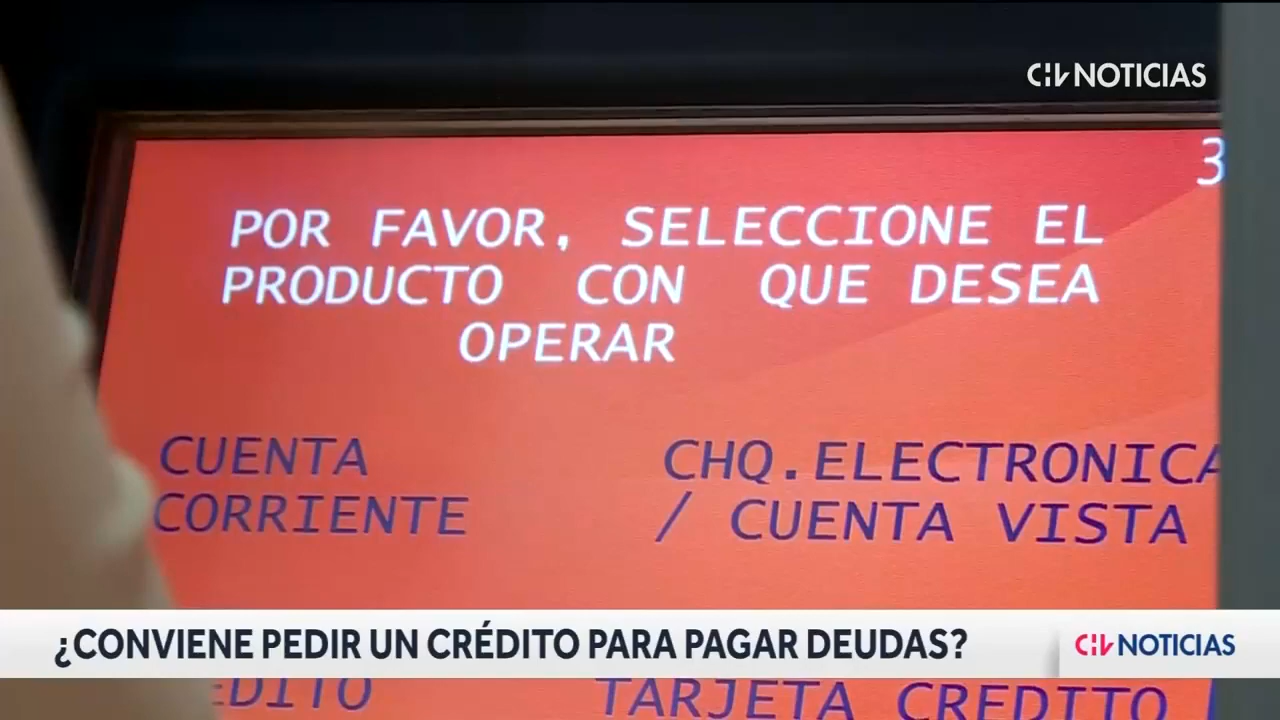 CHV NOTICIAS
3
POR FAVOR, SELECCIONE EL
PRODUCTO CON QUE DESEA
OPERAR
CUENTA
CORRIENTE
CHQ.ELECTRONICA
/ CUENTA VISTA
¿CONVIENE PEDIR UN CRÉDITO PARA PAGAR DEUDAS?
CHV NOTICIAS
EDITO
TARJETA CREDITO